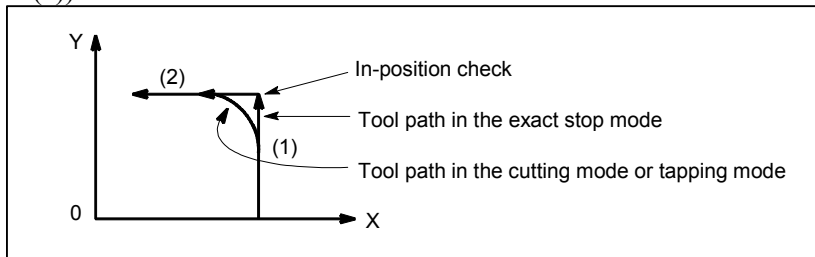 Y
(2)
In-position check
Tool path in the exact stop mode
(1)
Tool path in the cutting mode or tapping mode
0
X